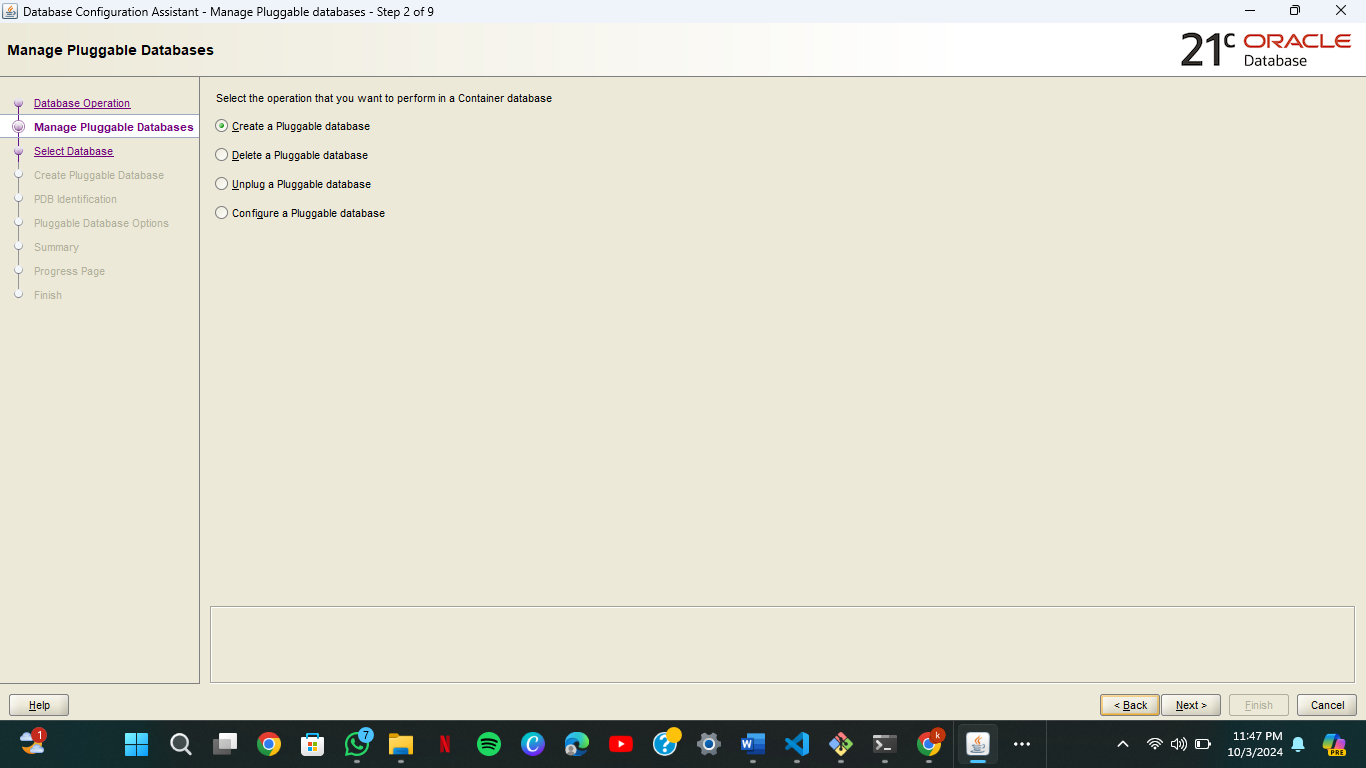 Database Configuration Assistant - Manage Pluggable databases - Step 2 of 9
Manage Pluggable Databases
21c ORACLE
Database
Database Operation
Manage Pluggable Databases
Select Database
Create Pluggable Database
PDB Identification
Pluggable Database Options
Summary
Progress Page
Finish
Select the operation that you want to perform in a Container database
Create a Pluggable database
Delete a Pluggable database
Unplug a Pluggable database
Configure a Pluggable database
Help
< Back
Next >
Finish
Cancel
1
7
k
11:47 PM
10/3/2024
PRE